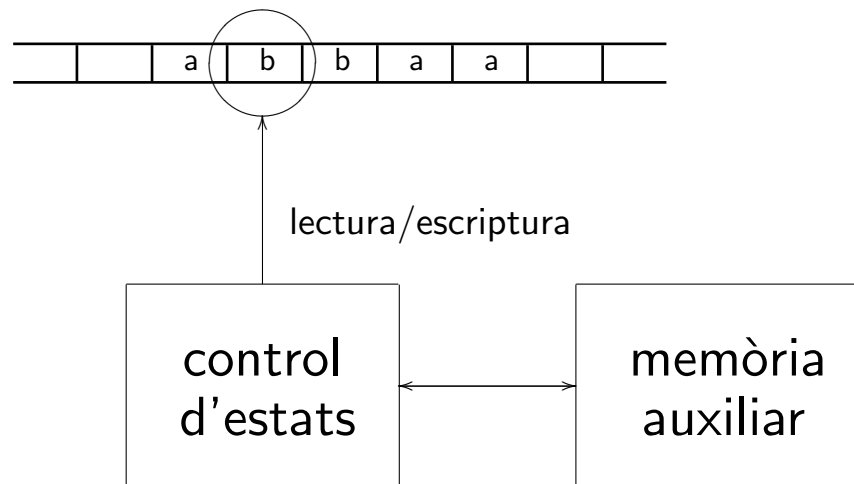 a b b a a
lectura/escriptura
control
d'estats
memòria
auxiliar